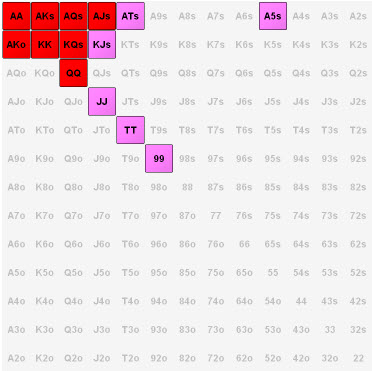 AA AKs AQs AJs ATs A9s A8s A7s A6s A5s A4s A3s A2s
AKo KK KQs KJs KTs K9s K8s K7s K6s K5s K4s K3s K2s
AQo KQo QQ QJs QTs Q9s Q8s Q7s Q6s Q5s Q4s Q3s Q2s
AJo KJo QJo JJ JTs J9s J8s J7s J6s J5s J4s J3s J2s
ATo KTo QTo JTo TT T9s T8s T7s T6s T5s T4s T3s T2s
A9o K9o Q9o J9o T9o 99 98s 97s 96s 95s 94s 93s 92s
A8o K8o Q8o J8o T8o 98o 88 87s 86s 85s 84s 83s 82s
A7o K7o Q7o J7o T7o 97o 87o 77 76s 75s 74s 73s 72s
A6o K6o Q6o J6o T6o 96o 86o 76o 66 65s 64s 63s 62s
A5o K5o Q5o J5o T5o 95o 85o 75o 65o 55 54s 53s 52s
A4o K4o Q4o J4o T4o 94o 84o 74o 64o 54o 44 43s 42s
A3o K3o Q3o J3o T3o 93o 83o 73o 63o 53o 43o 33 32s
A2o K2o Q2o J2o T2o 92o 82o 72o 62o 52o 42o 32o 22